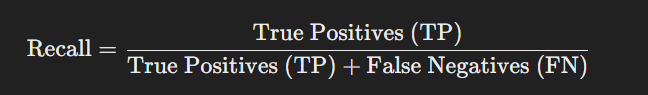 Recall = True Positives (TP) / True Positives (TP) + False Negatives (FN)